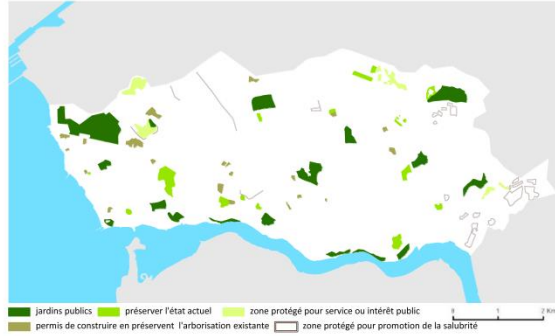 jardins publics préserver l'état actuel zone protégé pour service ou intérêt public
0 1 2 Km
permis de construire en préservent l'arborisation existante zone protégé pour promotion de la salubrité